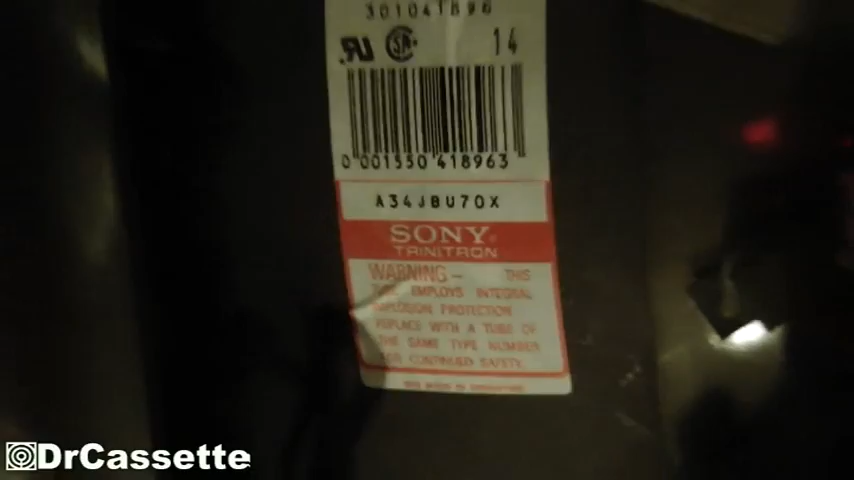 301041896
14
0 001550 418963
A34JBU70X
SONY®
TRINITRON
WARNING – THIS
TUBE EMPLOYS INTEGRAL
IMPLOSION PROTECTION
REPLACE WITH A TUBE OF
THE SAME TYPE NUMBER
FOR CONTINUED SAFETY.
DrCassette